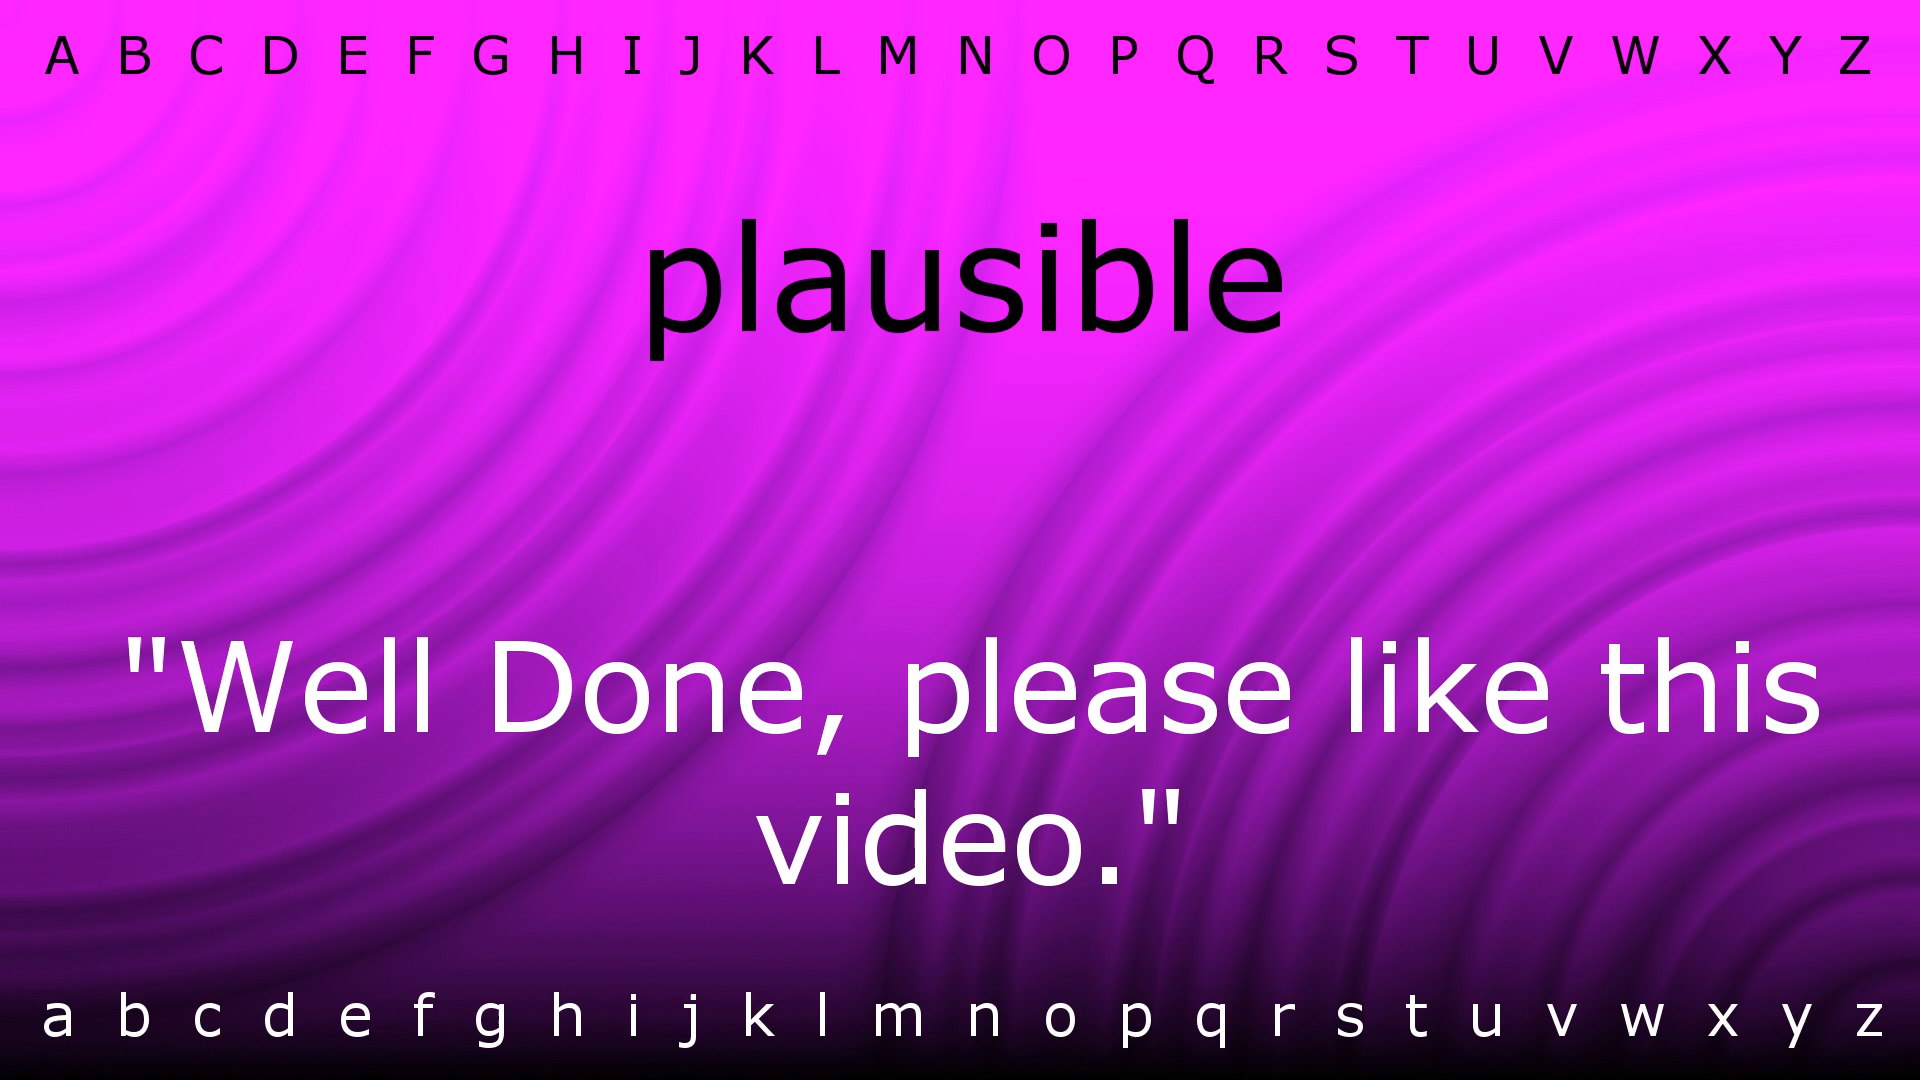 A B C D E F G H I J K L M N O P Q R S T U V W X Y Z
plausible
"Well Done, please like this
video."
a b c d e f g h i j k l m n o p q r s t u v w x y z